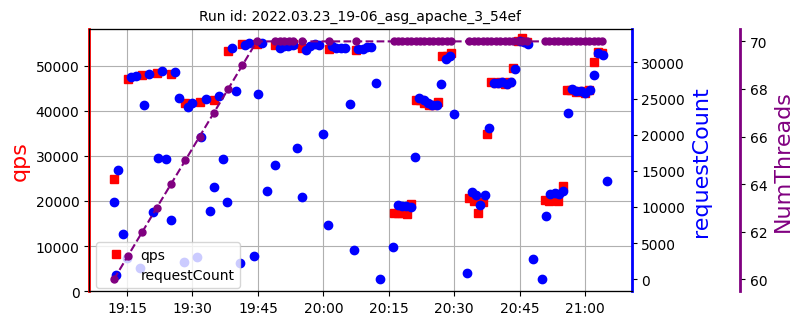 Run id: 2022.03.23_19-06_asg_apache_3_54ef
qps
50000
40000
30000
20000
10000
0
30000
25000
20000
15000
10000
5000
0
requestCount
70
68
66
64
62
60
NumThreads
qps
requestCount
19:15 19:30 19:45 20:00 20:15 20:30 20:45 21:00